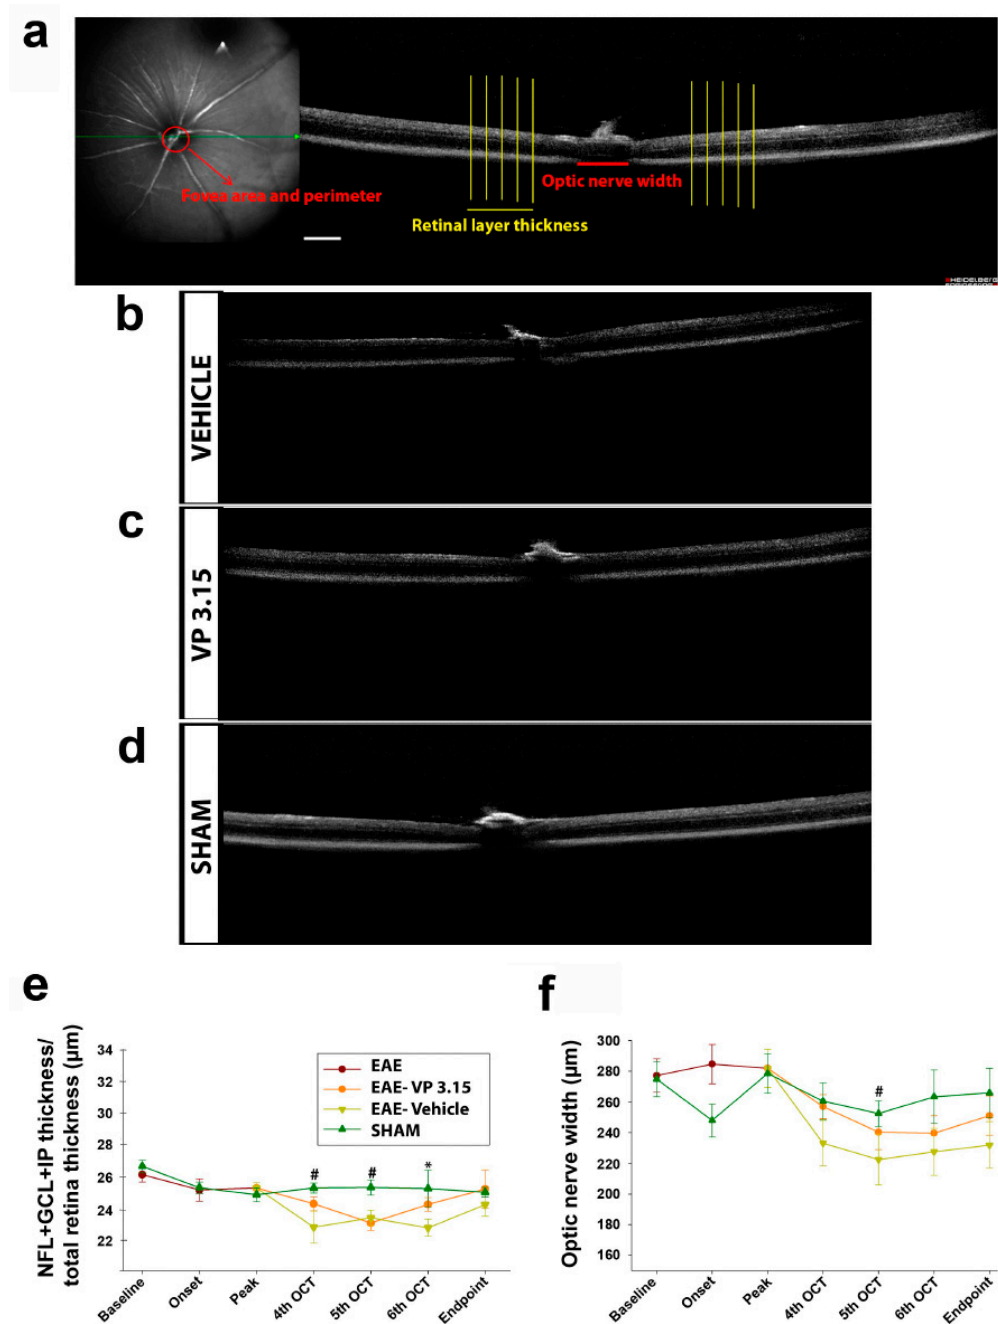 a
Fovea area and perimeter
Optic nerve width
Retinal layer thickness
HEIDELBERG
b
VEHICLE
c
VP 3.15
d
SHAM
e
NFL+GCL+IP thickness/
total retina thickness (µm)
34
32
30
28
26
24
22
EAE
EAE- VP 3.15
EAE- Vehicle
SHAM
#
#
*
Baseline
Onset
Peak
4th OCT
5th OCT
6th OCT
Endpoint
f
Optic nerve width (µm)
300
280
260
240
220
200
180
160
#
Baseline
Onset
Peak
4th OCT
5th OCT
6th OCT
Endpoint